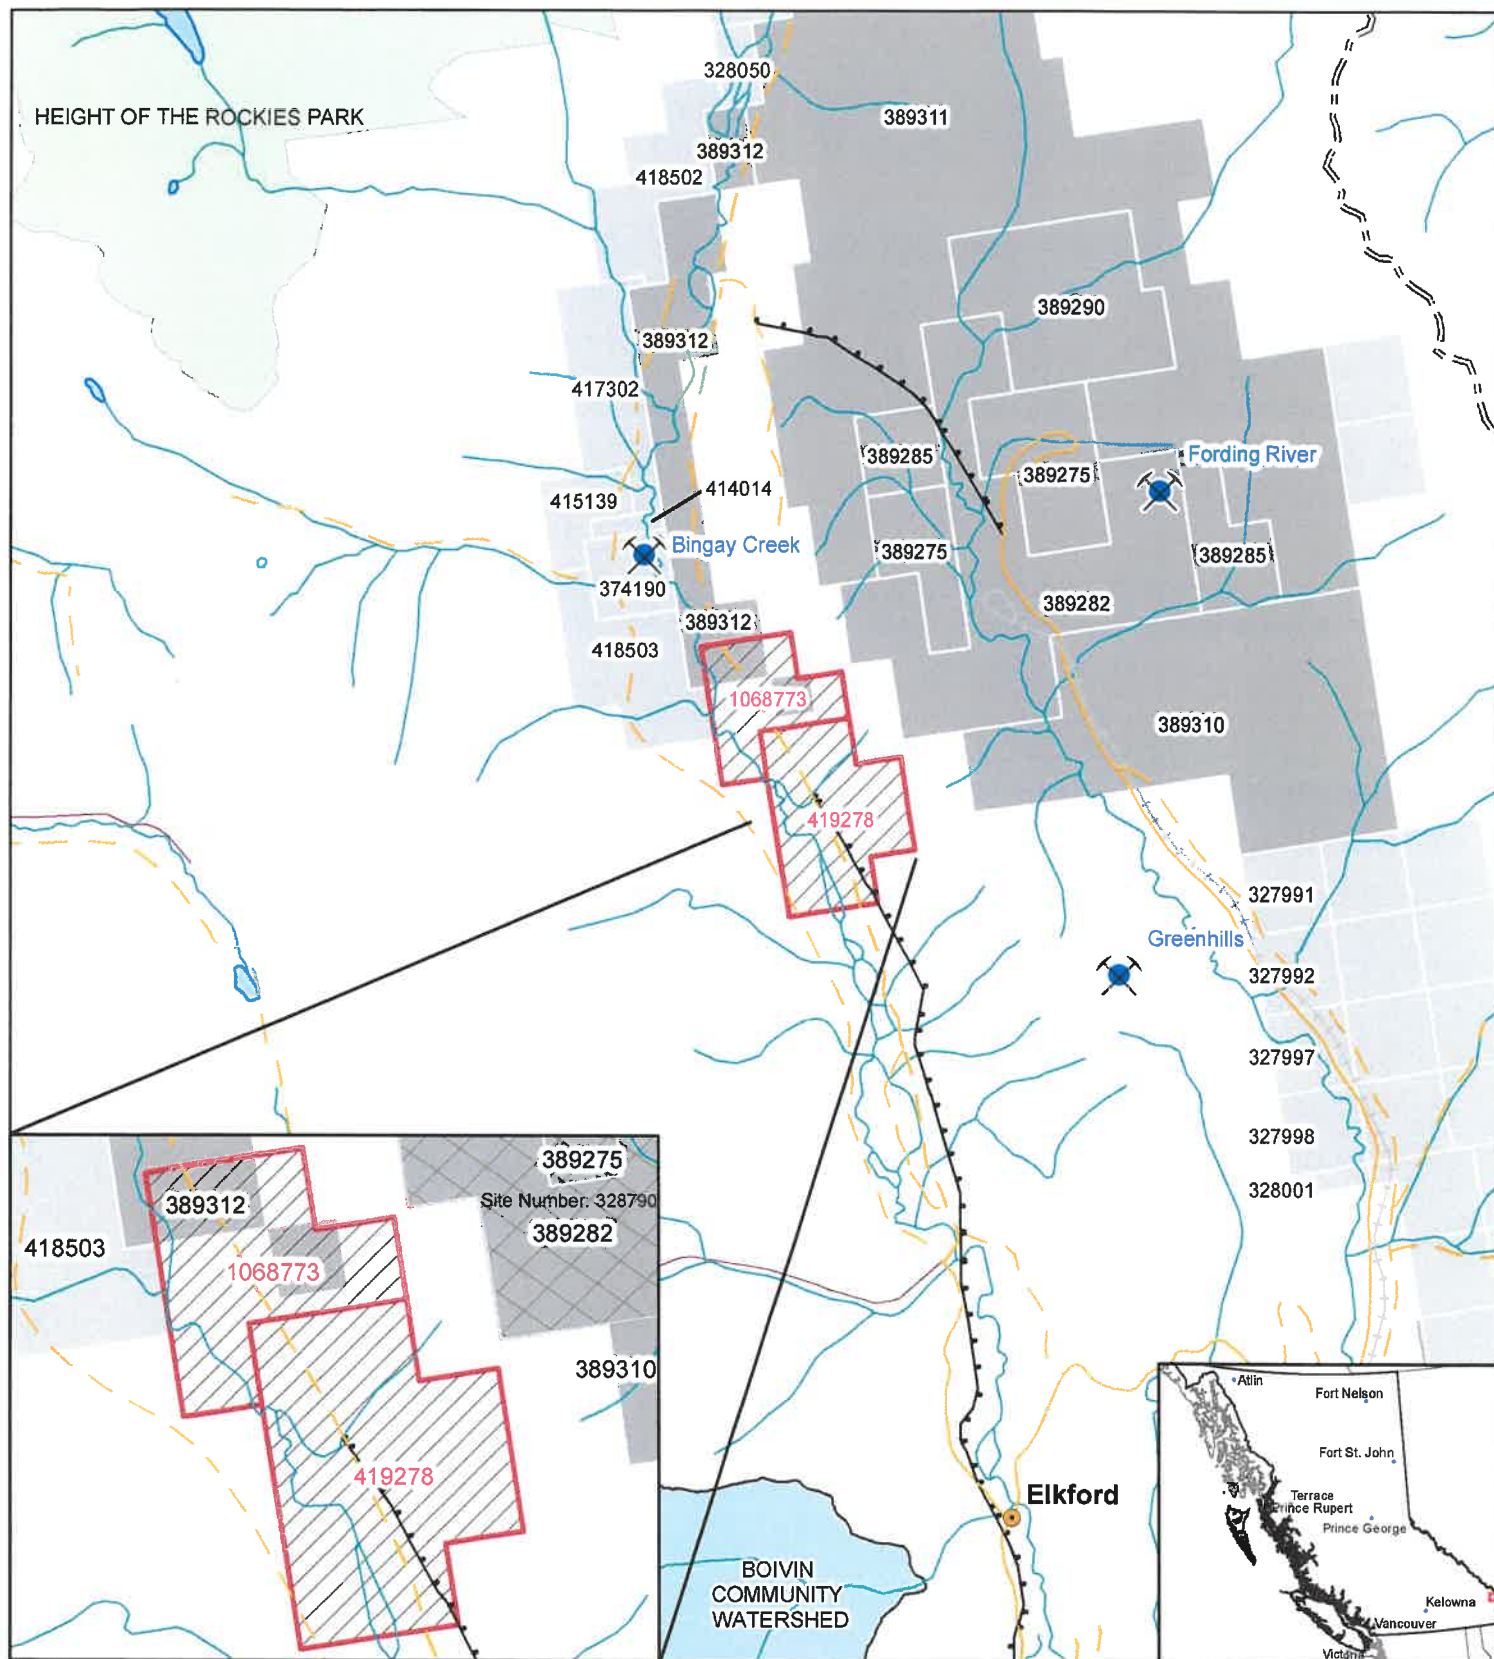 328050
389311
HEIGHT OF THE ROCKIES PARK
389312
418502
389290
389312
417302
389285
Fording River
389275
414014
415139
Bingay Creek
389275
389285
374190
389282
389312
418503
1068773
389310
419278
327991
Greenhills
327992
327997
327998
328001
389275
Site Number: 328790
389312
389282
418503
1068773
389310
419278
Elkford
BOIVIN
COMMUNITY
WATERSHED
Atlin
Fort Nelson
Fort St. John
Terrace
Prince Rupert
Prince George
Kelowna
Vancouver
Victoria